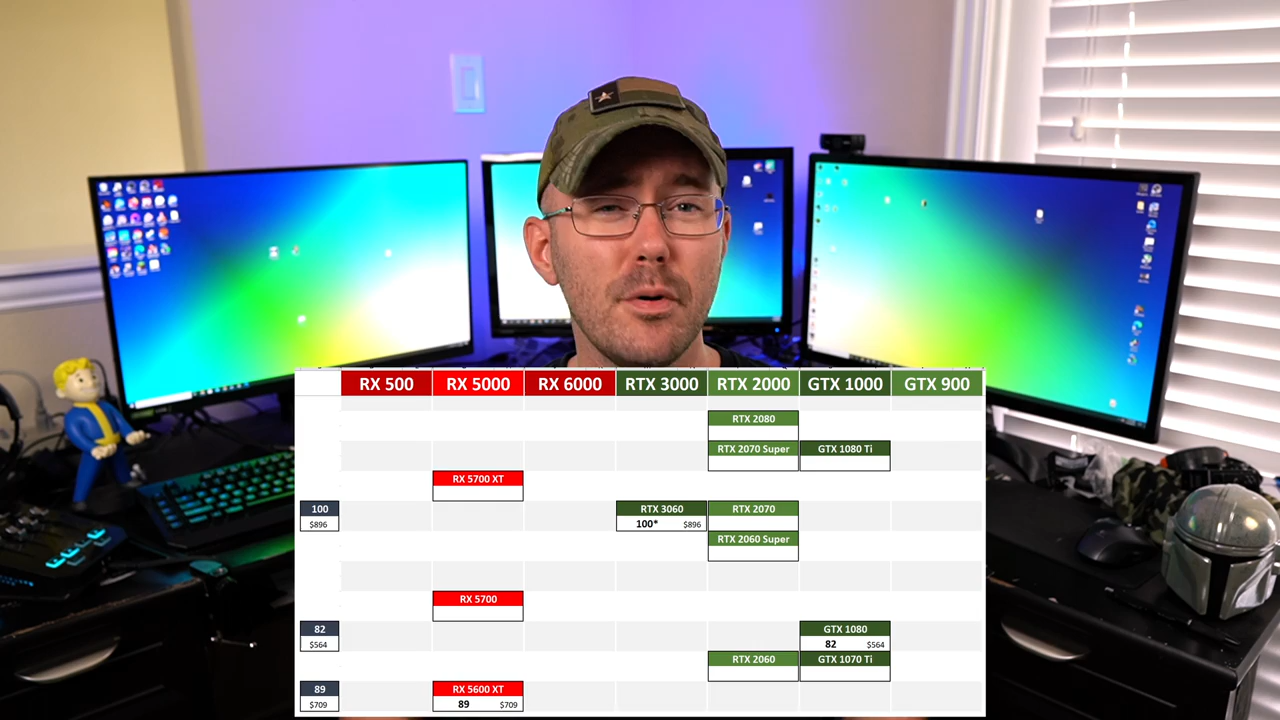 RX 500 RX 5000 RX 6000 RTX 3000 RTX 2000 GTX 1000 GTX 900
RTX 2080
RTX 2070 Super GTX 1080 Ti
RX 5700 XT
100 RTX 3060 RTX 2070
$896 100* $896
RTX 2060 Super
RX 5700
82 GTX 1080
$564 82 $564
RTX 2060 GTX 1070 Ti
89 RX 5600 XT
$709 89 $709